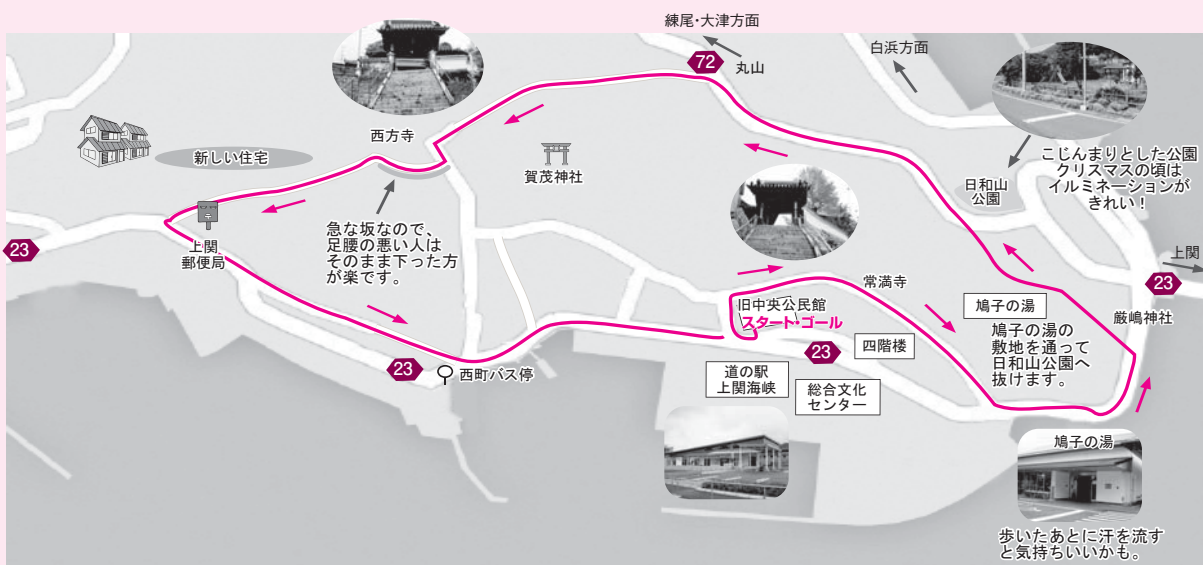 練尾・大津方面
丸山
72
白浜方面
西方寺
新しい住宅
賀茂神社
日和山
公園
こじんまりとした公園
クリスマスの頃は
イルミネーションが
きれい！
上関
郵便局
23
急な坂なので、
足腰の悪い人は
そのまま下った方
が楽です。
上関
23
厳嶋神社
常満寺
鳩子の湯
鳩子の湯の
敷地を通って
日和山公園へ
抜けます。
旧中央公民館
スタート・ゴール
四階楼
23
23
西町バス停
道の駅
上関海峡
総合文化
センター
鳩子の湯
歩いたあとに汗を流す
と気持ちいいかも。